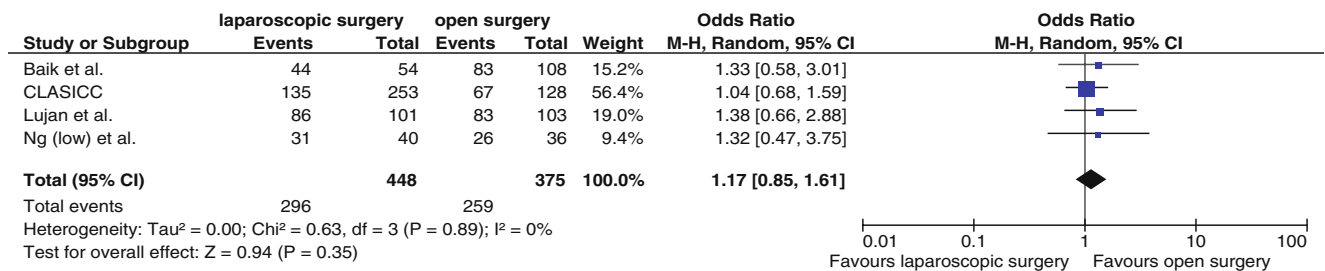 laparoscopic surgery open surgery Odds Ratio Odds Ratio
Study or Subgroup Events Total Events Total Weight M-H, Random, 95% CI M-H, Random, 95% CI
Baik et al. 44 54 83 108 15.2% 1.33 [0.58, 3.01]
CLASICC 135 253 67 128 56.4% 1.04 [0.68, 1.59]
Lujan et al. 86 101 83 103 19.0% 1.38 [0.66, 2.88]
Ng (low) et al. 31 40 26 36 9.4% 1.32 [0.47, 3.75]
Total (95% CI) 448 375 100.0% 1.17 [0.85, 1.61]
Total events 296 259
Heterogeneity: Tau² = 0.00; Chi² = 0.63, df = 3 (P = 0.89); I² = 0%
Test for overall effect: Z = 0.94 (P = 0.35)
0.01 0.1 1 10 100
Favours laparoscopic surgery Favours open surgery